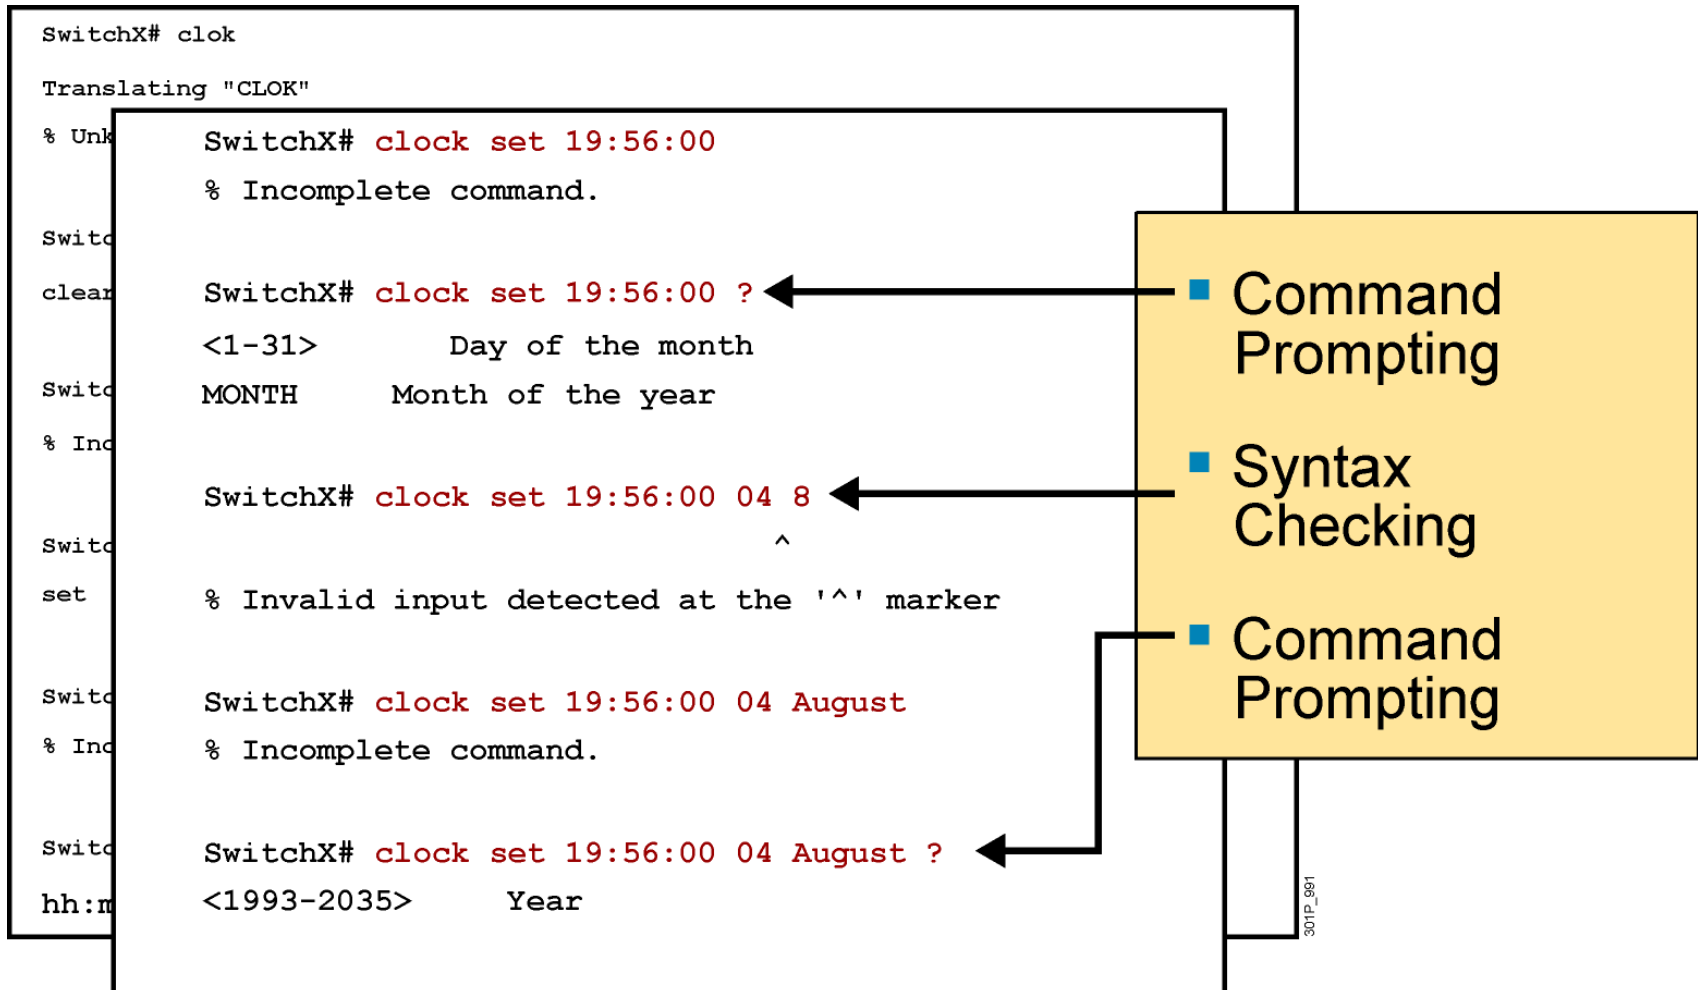 SwitchX# clok
Translating "CLOK"
% Unk
Switc
clear
Switc
% Inc
Switc
set
Switc
% Inc
Switc
hh:m
SwitchX# clock set 19:56:00
% Incomplete command.
SwitchX# clock set 19:56:00 ?
<1-31> Day of the month
MONTH Month of the year
SwitchX# clock set 19:56:00 04 8
^
% Invalid input detected at the '^' marker
SwitchX# clock set 19:56:00 04 August
% Incomplete command.
SwitchX# clock set 19:56:00 04 August ?
<1993-2035> Year
Command
Prompting
Syntax
Checking
Command
Prompting
301P_991